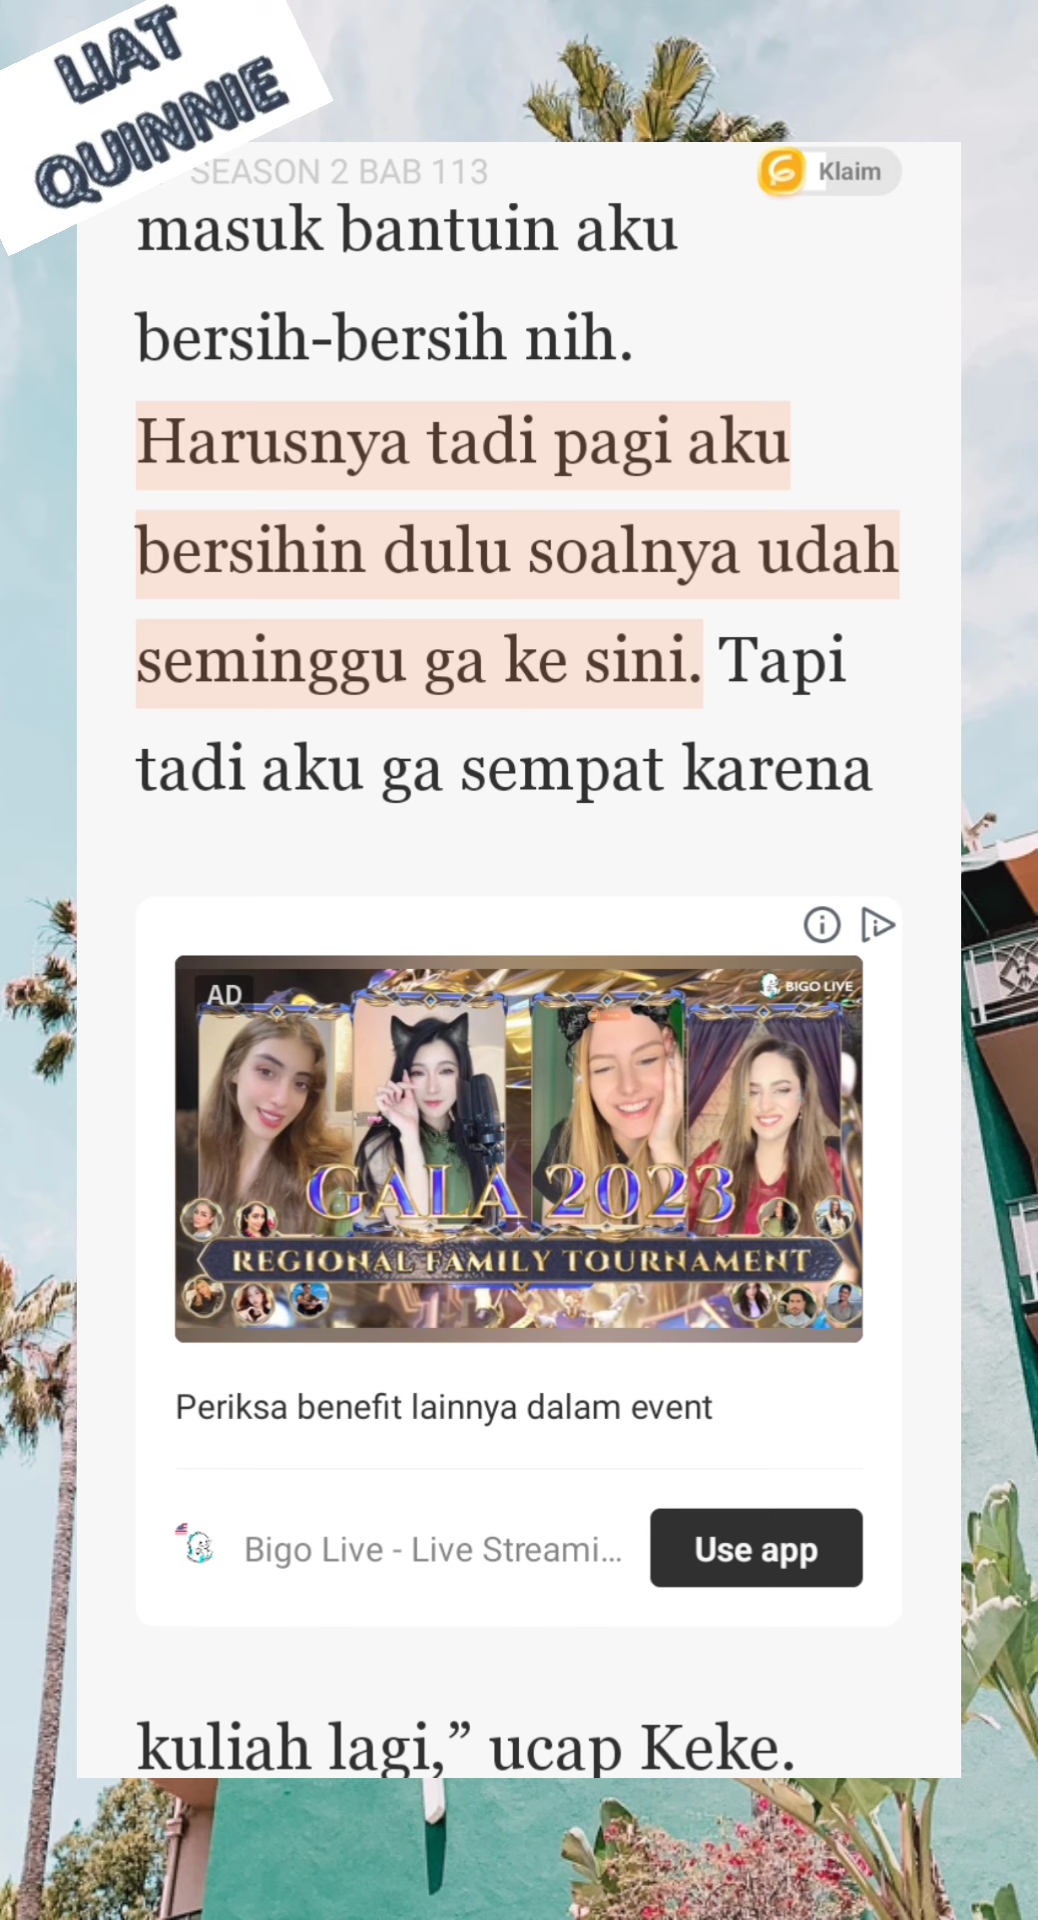 LIAT
QUINNIE
SEASON 2 BAB 113
Klaim
masuk bantuin aku
bersih-bersih nih.
Harusnya tadi pagi aku
bersihin dulu soalnya udah
seminggu ga ke sini. Tapi
tadi aku ga sempat karena
AD
BIGO LIVE
GALA 2023
REGIONAL FAMILY TOURNAMENT
Periksa benefit lainnya dalam event
Bigo Live - Live Streami...
Use app
kuliah lagi,” ucap Keke.